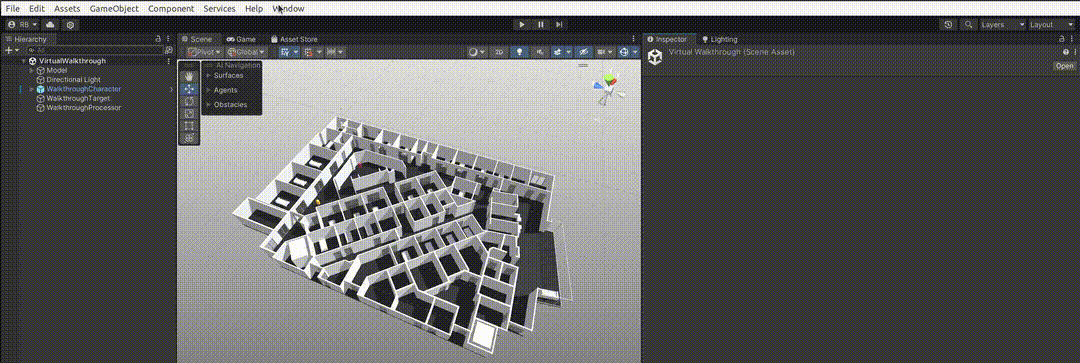 File Edit Assets GameObject Component Services Help Window
RB Layers Layout
Hierarchy Scene Game Asset Store Inspector Lighting
All Pivot Global 2D Virtual Walkthrough (Scene Asset)
Open
VirtualWalkthrough AI Navigation
Model Surfaces
Directional Light
WalkthroughCharacter Agents
WalkthroughTarget Obstacles
WalkthroughProcessor